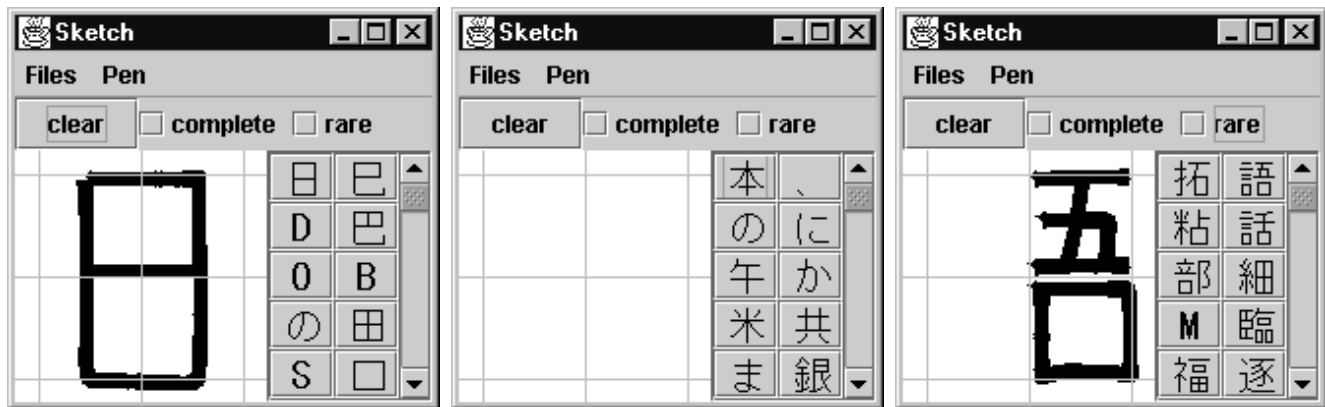 Sketch
Files Pen
clear complete rare
日
日 巳
D 巴
O B
の 田
S 口
Sketch
Files Pen
clear complete rare
本 、
の に
午 か
米 共
ま 銀
Sketch
Files Pen
clear complete rare
吾
拓 語
粘 話
部 細
M 臨
福 逐